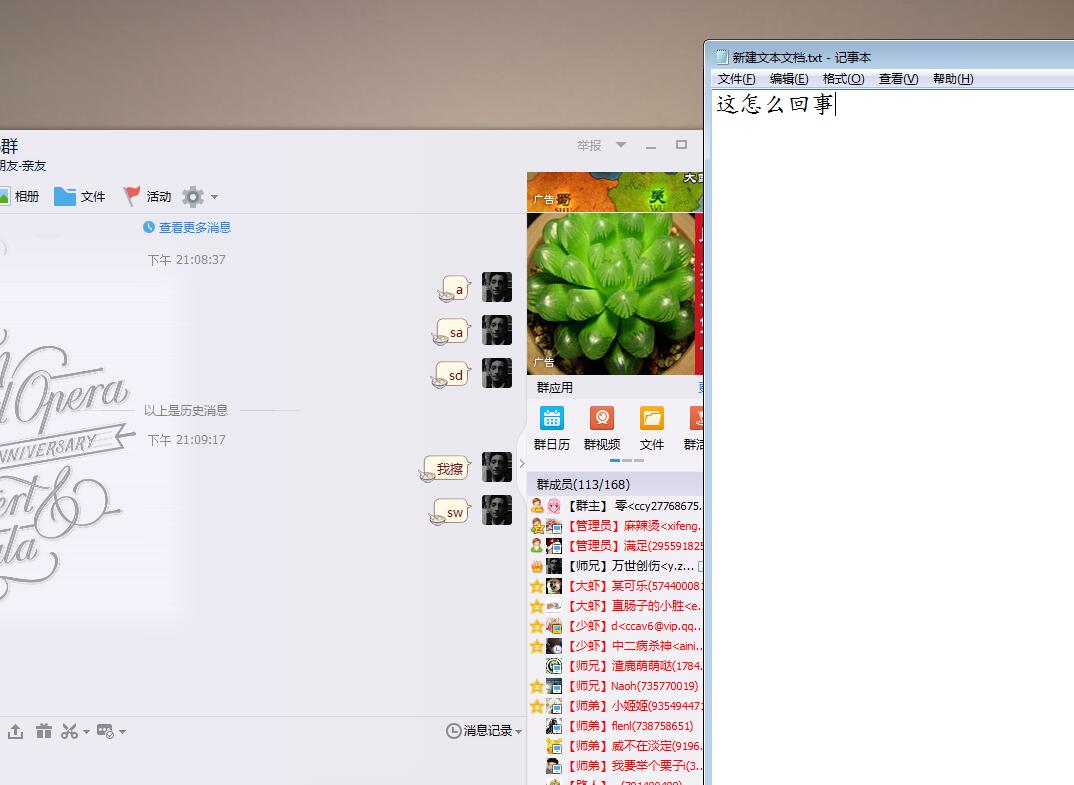 群
朋友-亲友
举报
相册 文件 活动
查看更多消息
下午 21:08:37
a
sa
sd
Opera
以上是历史消息
ANNIVERSARY
下午 21:09:17
我擦
sw
&
消息记录
广告
广告
群应用
群日历 群视频 文件
群成员(113/168)
【群主】零<ccy27768675.
【管理员】麻辣烫<xifeng.
【管理员】满足(295591825
【师兄】万世创伤<y.z...
【大虾】某可乐(574400081
【大虾】直肠子的小胜<e.
【少虾】d<ccav6@vip.qq..
【少虾】中二病杀神<aini..
【师兄】渣鹿萌萌哒(1784.
【师兄】Naoh(735770019)
【师弟】小姬姬(935494471
【师弟】flenl(738758651)
【师弟】威不在淡定(9196.
【师弟】我要举个栗子i(3..
新建文本文档.txt - 记事本
文件(F) 编辑(E) 格式(O) 查看(V) 帮助(H)
这怎么回事